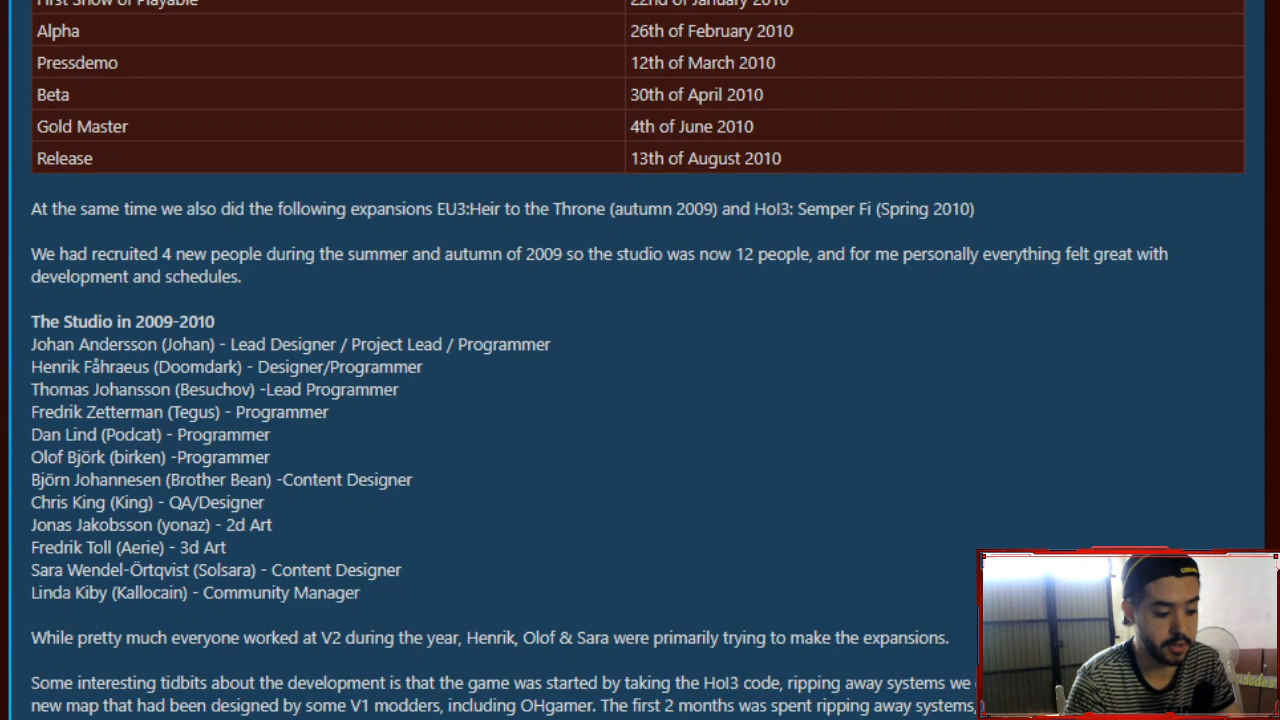 First Show of Playable 22nd of January 2010
Alpha 26th of February 2010
Pressdemo 12th of March 2010
Beta 30th of April 2010
Gold Master 4th of June 2010
Release 13th of August 2010
At the same time we also did the following expansions EU3:Heir to the Throne (autumn 2009) and HoI3: Semper Fi (Spring 2010)
We had recruited 4 new people during the summer and autumn of 2009 so the studio was now 12 people, and for me personally everything felt great with
development and schedules.
The Studio in 2009-2010
Johan Andersson (Johan) - Lead Designer / Project Lead / Programmer
Henrik Fåhraeus (Doomdark) - Designer/Programmer
Thomas Johansson (Besuchov) -Lead Programmer
Fredrik Zetterman (Tegus) - Programmer
Dan Lind (Podcat) - Programmer
Olof Björk (birken) -Programmer
Björn Johannesen (Brother Bean) -Content Designer
Chris King (King) - QA/Designer
Jonas Jakobsson (yonaz) - 2d Art
Fredrik Toll (Aerie) - 3d Art
Sara Wendel-Örtqvist (Solsara) - Content Designer
Linda Kiby (Kallocain) - Community Manager
While pretty much everyone worked at V2 during the year, Henrik, Olof & Sara were primarily trying to make the expansions.
Some interesting tidbits about the development is that the game was started by taking the HoI3 code, ripping away systems we
new map that had been designed by some V1 modders, including OHgamer. The first 2 months was spent ripping away systems,